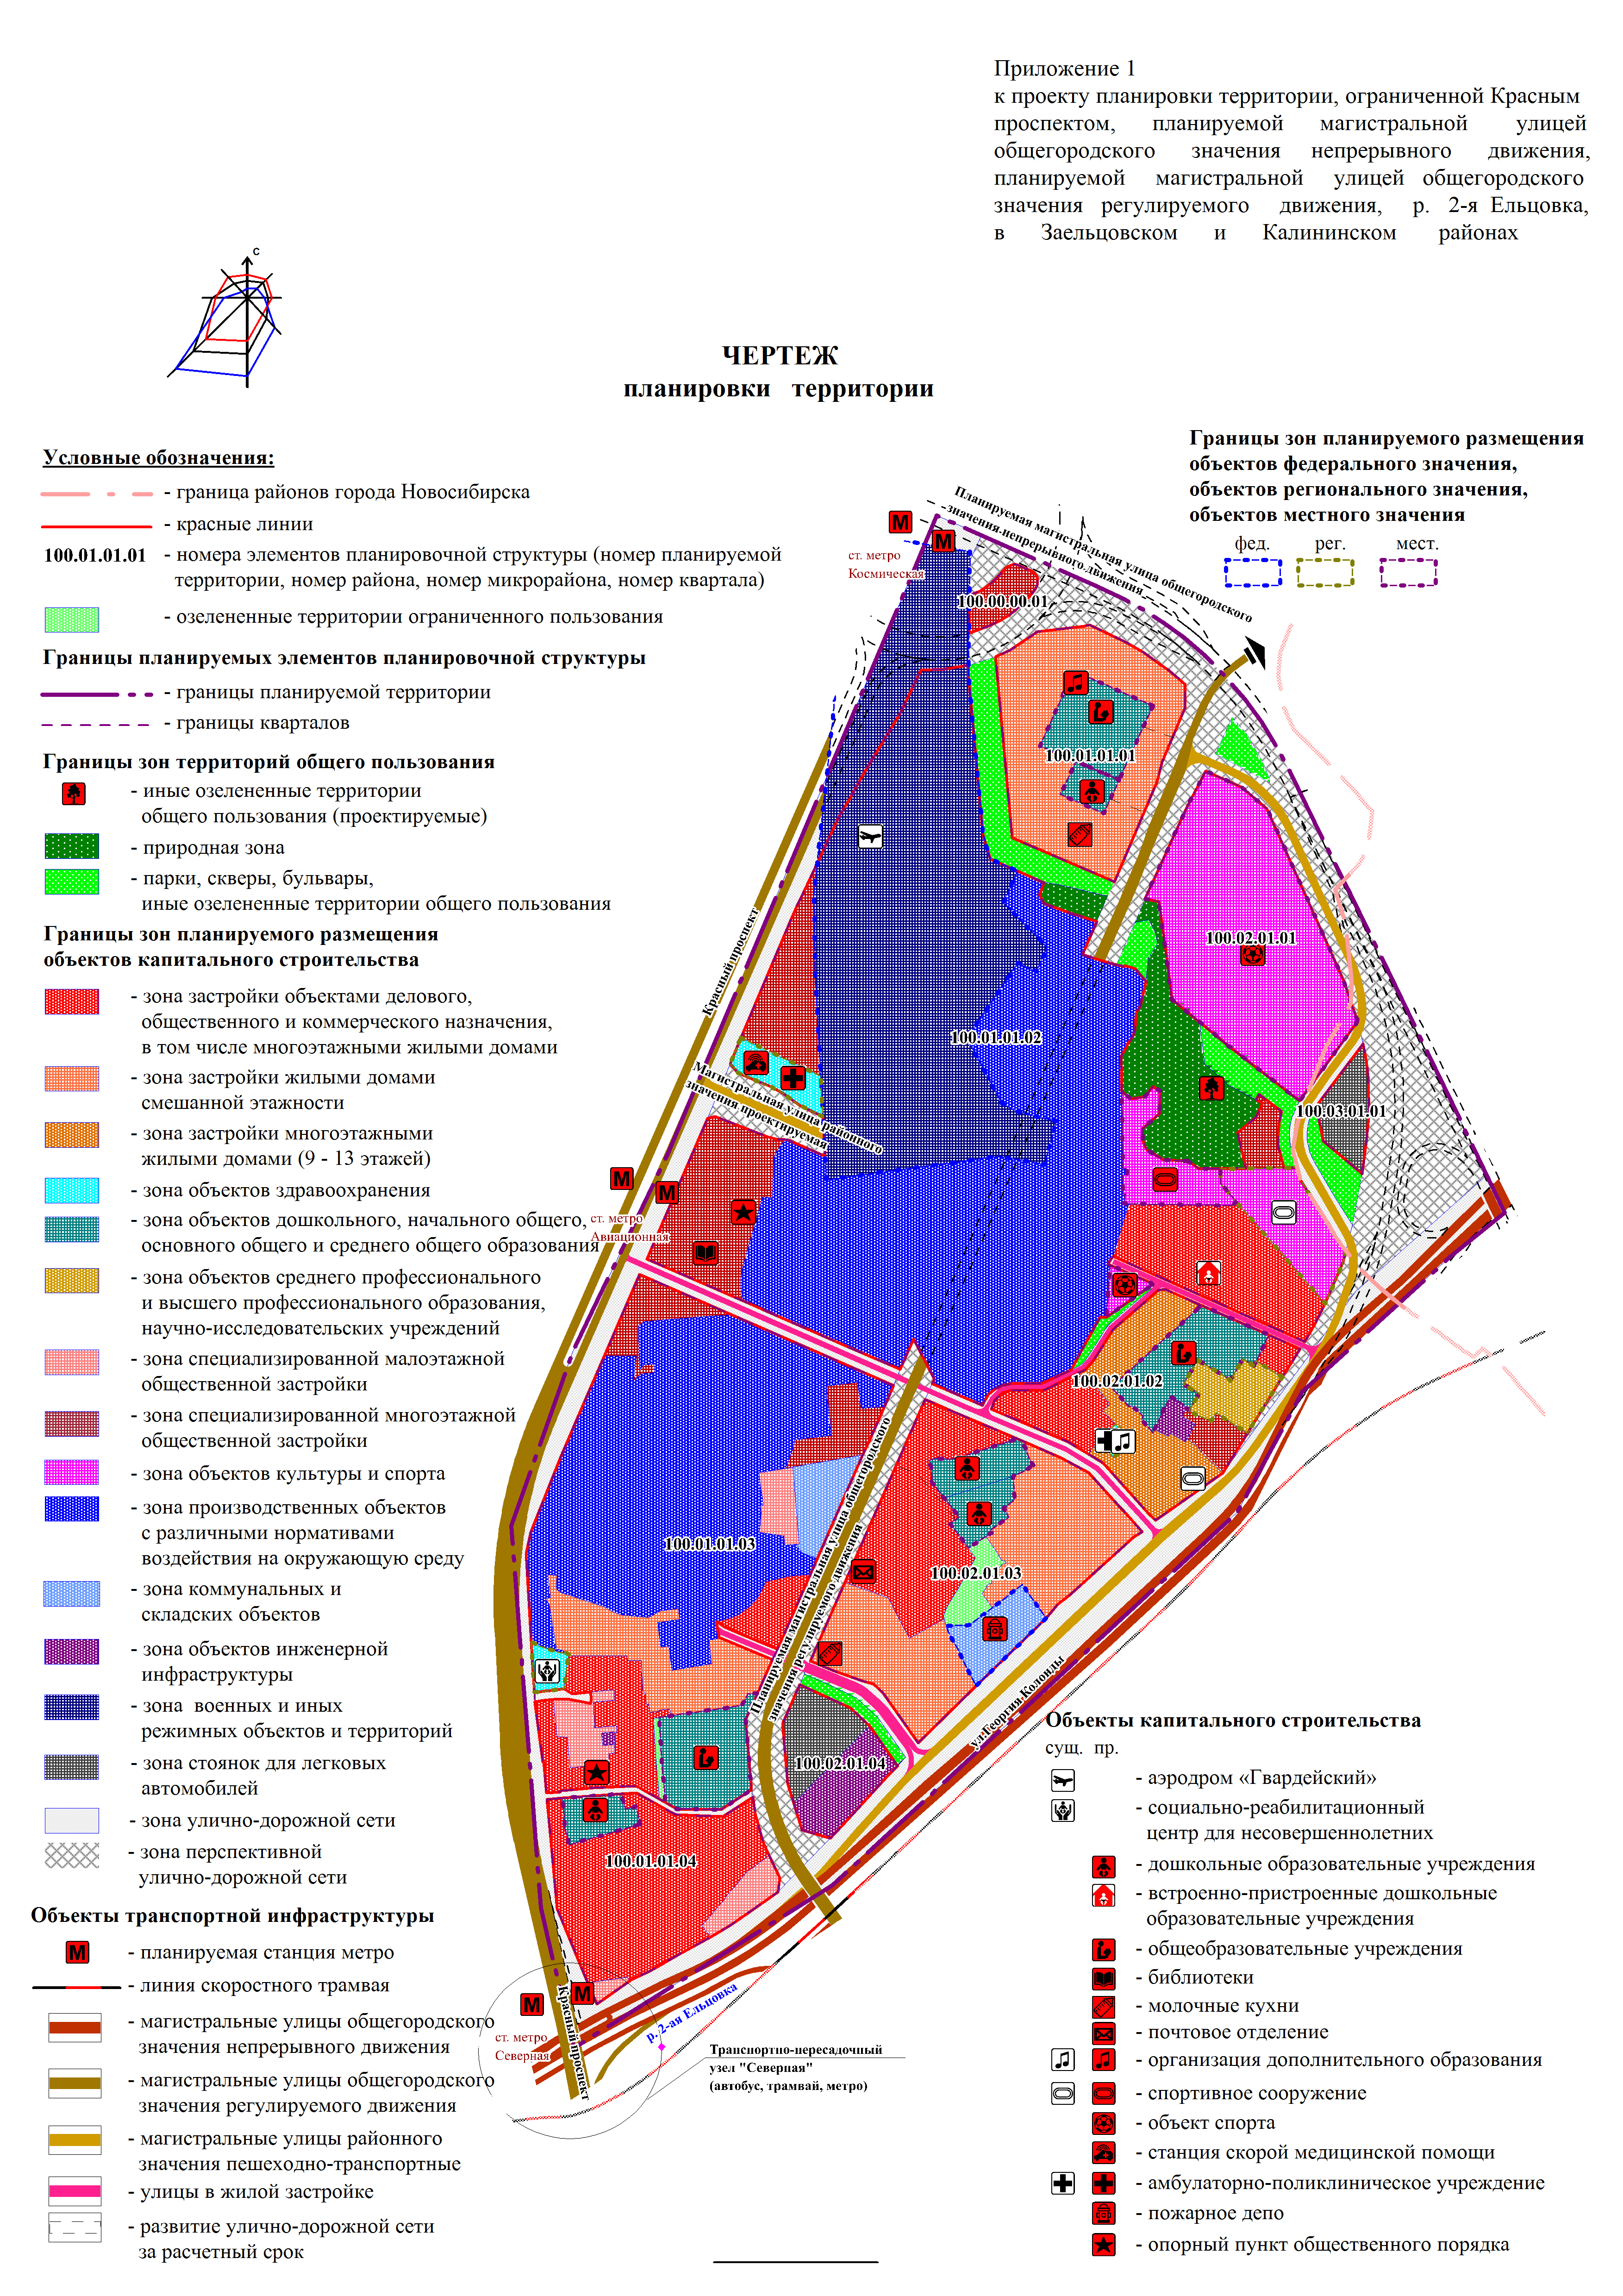 Приложение 1
к проекту планировки территории, ограниченной Красным
проспектом, планируемой магистральной улицей
общегородского значения непрерывного движения,
планируемой магистральной улицей общегородского
значения регулируемого движения, р. 2-я Ельцовка,
в Заельцовском и Калининском районах
С
ЧЕРТЕЖ
планировки территории
Условные обозначения:
- граница районов города Новосибирска
- красные линии
100.01.01.01 - номера элементов планировочной структуры (номер планируемой
территории, номер района, номер микрорайона, номер квартала)
- озелененные территории ограниченного пользования
Границы планируемых элементов планировочной структуры
- границы планируемой территории
- границы кварталов
Границы зон территорий общего пользования
- иные озелененные территории
общего пользования (проектируемые)
- природная зона
- парки, скверы, бульвары,
иные озелененные территории общего пользования
Границы зон планируемого размещения
объектов капитального строительства
- зона застройки объектами делового,
общественного и коммерческого назначения,
в том числе многоэтажными жилыми домами
- зона застройки жилыми домами
смешанной этажности
- зона застройки многоэтажными
жилыми домами (9 - 13 этажей)
- зона объектов здравоохранения
- зона объектов дошкольного, начального общего,
основного общего и среднего общего образования
- зона объектов среднего профессионального
и высшего профессионального образования,
научно-исследовательских учреждений
- зона специализированной малоэтажной
общественной застройки
- зона специализированной многоэтажной
общественной застройки
- зона объектов культуры и спорта
- зона производственных объектов
с различными нормативами
воздействия на окружающую среду
- зона коммунальных и
складских объектов
- зона объектов инженерной
инфраструктуры
- зона военных и иных
режимных объектов и территорий
- зона стоянок для легковых
автомобилей
- зона улично-дорожной сети
- зона перспективной
улично-дорожной сети
Объекты транспортной инфраструктуры
М - планируемая станция метро
- линия скоростного трамвая
- магистральные улицы общегородского
значения непрерывного движения
- магистральные улицы общегородского
значения регулируемого движения
- магистральные улицы районного
значения пешеходно-транспортные
- улицы в жилой застройке
- развитие улично-дорожной сети
за расчетный срок
Границы зон планируемого размещения
объектов федерального значения,
объектов регионального значения,
объектов местного значения
фед. рег. мест.
Планируемая магистральная улица общегородского
значения непрерывного движения
М
М
ст. метро
Космическая
100.00.00.01
100.01.01.01
100.02.01.01
Красный проспект
100.01.01.02
Магистральная улица районного
значения проектируемая
100.03.01.01
М
М
ст. метро
Авиационная
100.02.01.02
Планируемая магистральная улица общегородского
значения регулируемого движения
100.01.01.03
100.02.01.03
ул.Георгия Колонды
100.02.01.04
100.01.01.04
М
М
ст. метро
Северная
Красный проспект
р. 2-ая Ельцовка
Транспортно-пересадочный
узел "Северная"
(автобус, трамвай, метро)
Объекты капитального строительства
сущ. пр.
- аэродром «Гвардейский»
- социально-реабилитационный
центр для несовершеннолетних
- дошкольные образовательные учреждения
- встроенно-пристроенные дошкольные
образовательные учреждения
- общеобразовательные учреждения
- библиотеки
- молочные кухни
- почтовое отделение
- организация дополнительного образования
- спортивное сооружение
- объект спорта
- станция скорой медицинской помощи
- амбулаторно-поликлиническое учреждение
- пожарное депо
- опорный пункт общественного порядка